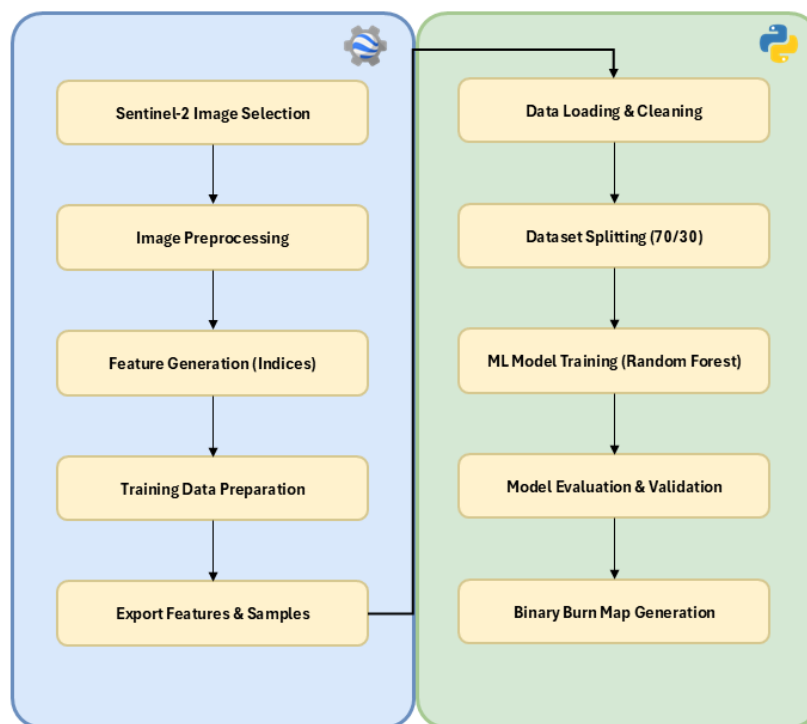 Sentinel-2 Image Selection
Image Preprocessing
Feature Generation (Indices)
Training Data Preparation
Export Features & Samples
Data Loading & Cleaning
Dataset Splitting (70/30)
ML Model Training (Random Forest)
Model Evaluation & Validation
Binary Burn Map Generation